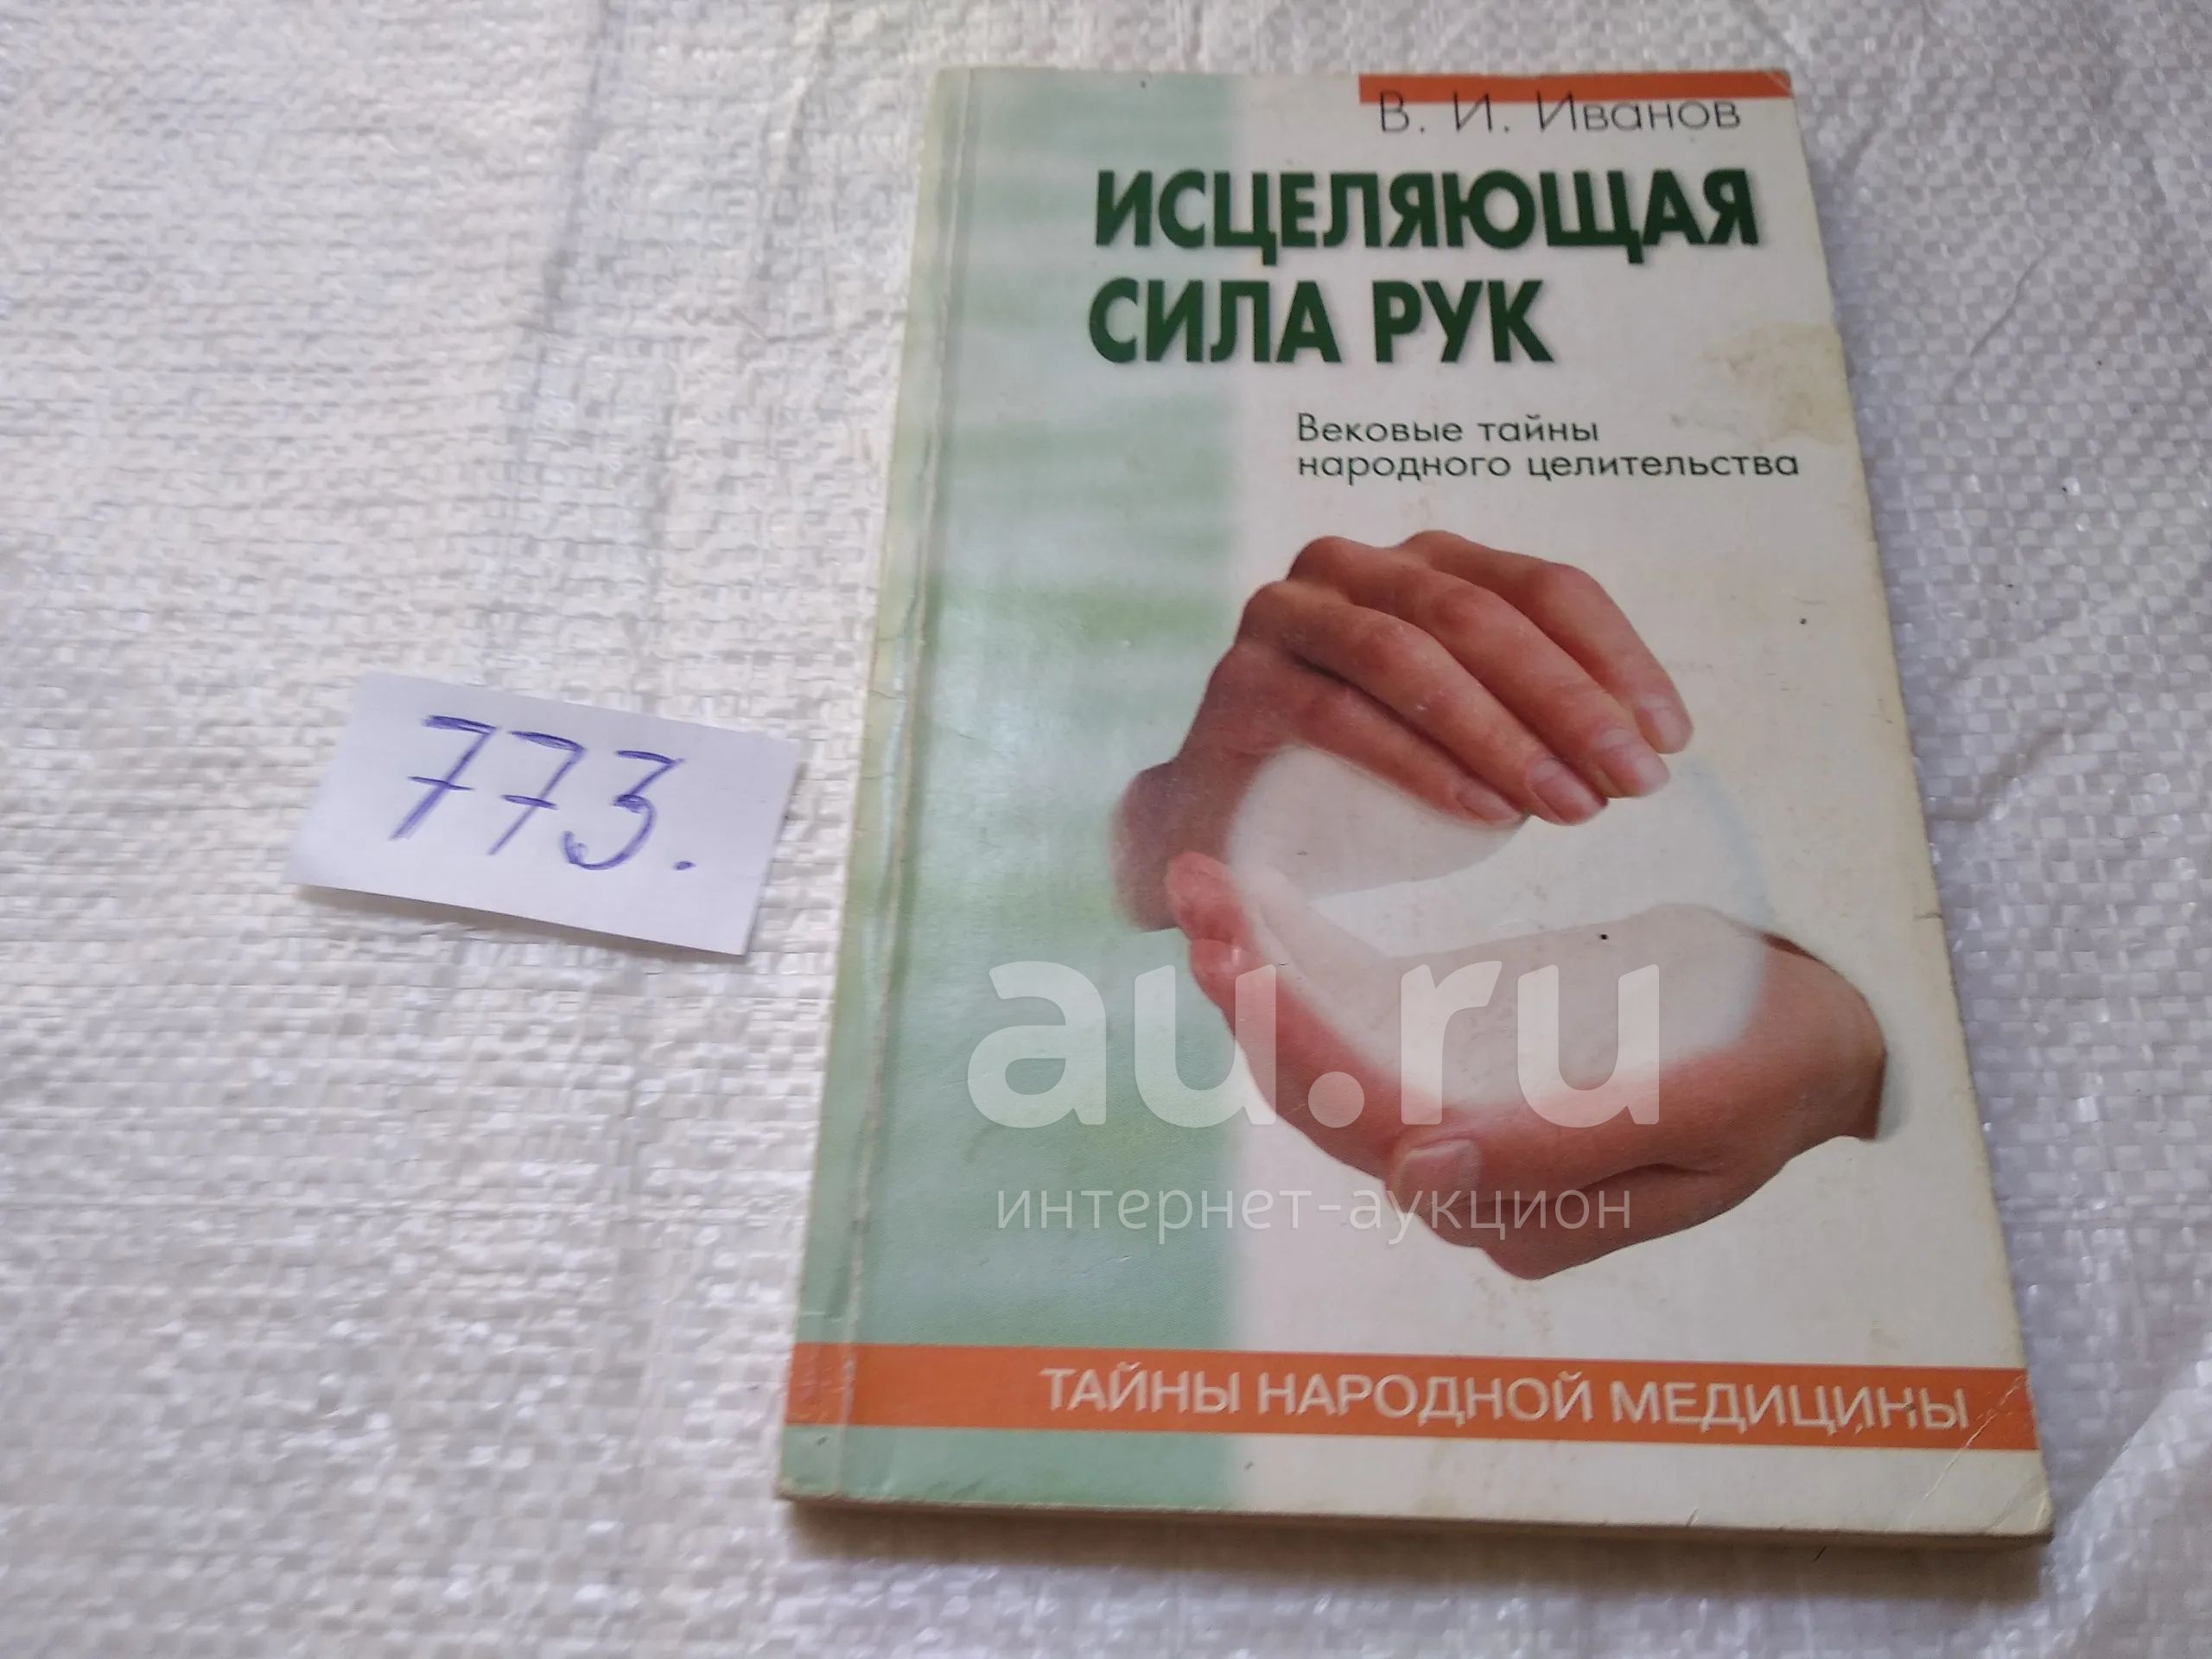 В. И. Иванов
ИСЦЕЛЯЮЩАЯ
СИЛА РУК
Вековые тайны
народного целительства
773.
au.ru
интернет-аукцион
ТАЙНЫ НАРОДНОЙ МЕДИЦИНЫ